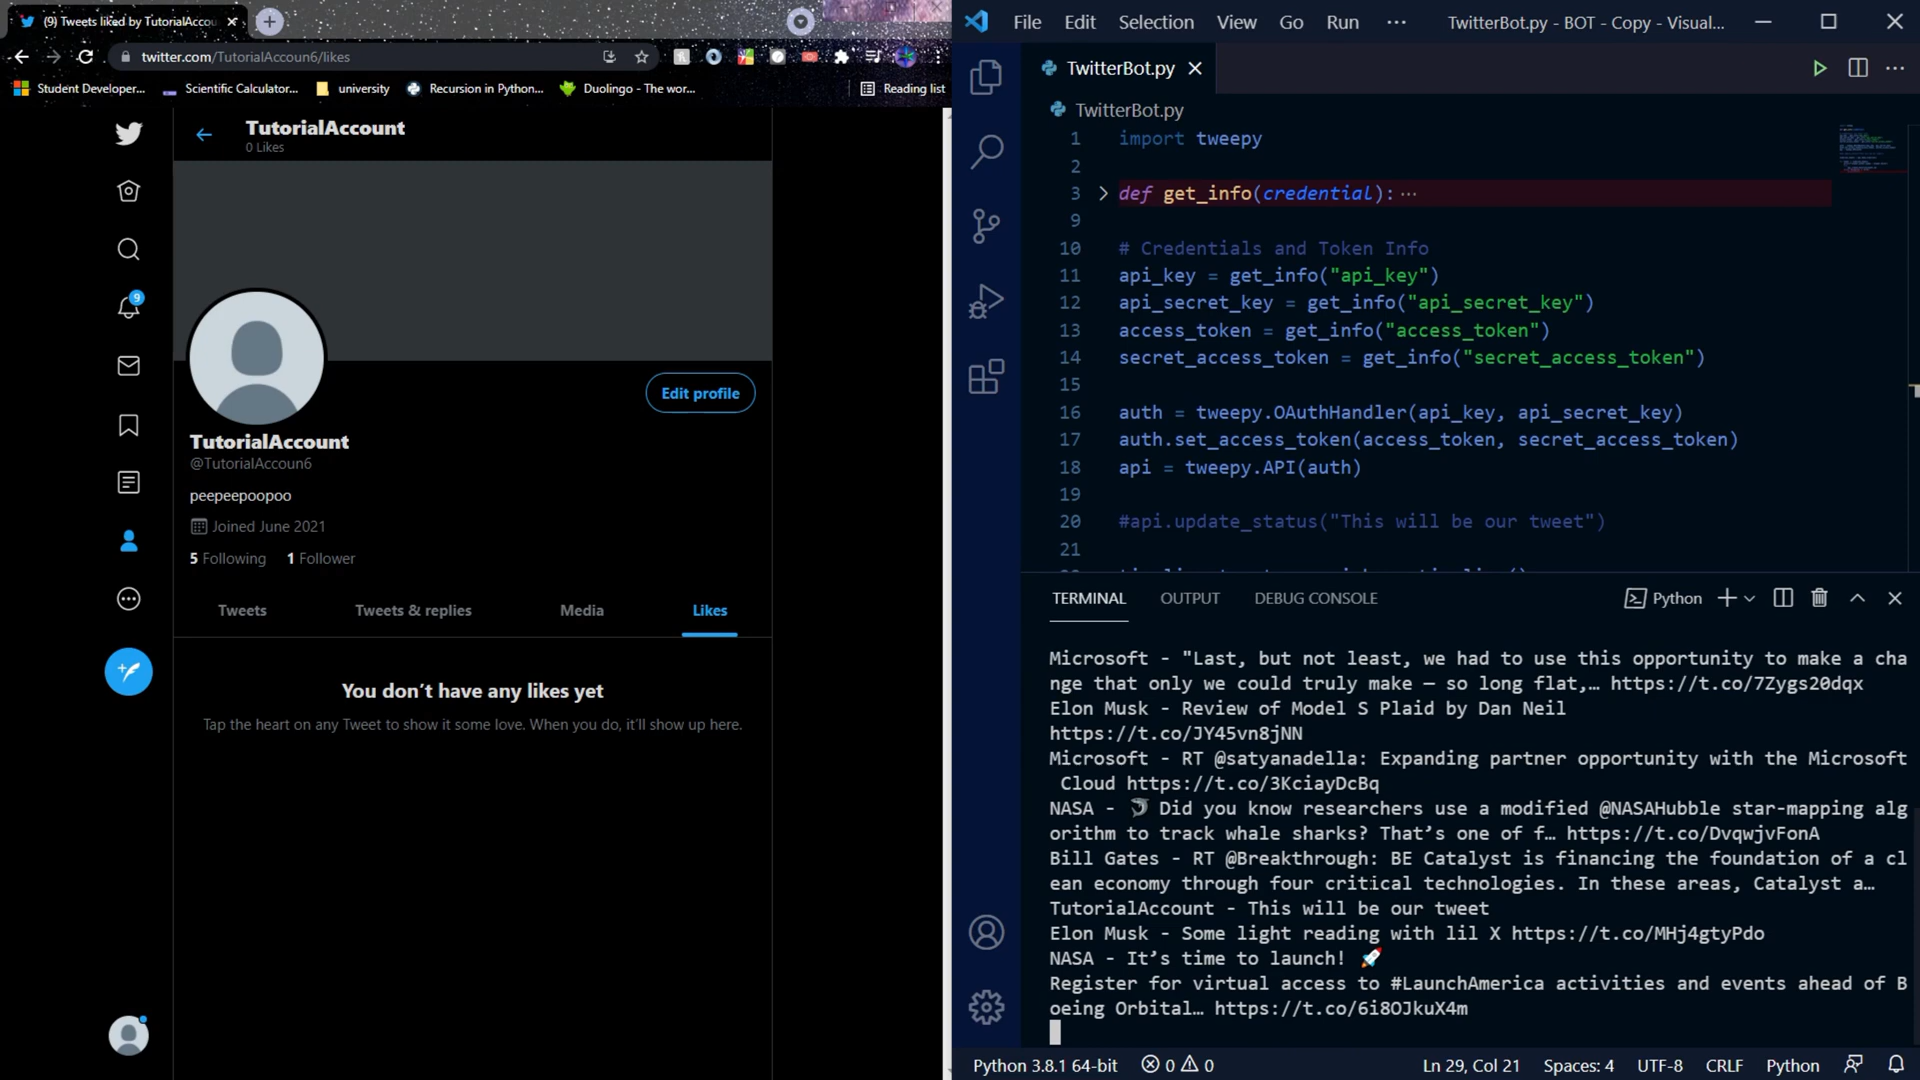 (9) Tweets liked by TutorialAccou
twitter.com/TutorialAccoun6/likes
Student Developer...
Scientific Calculator...
university
Recursion in Python...
Duolingo - The wor...
Reading list
TutorialAccount
0 Likes
9
Edit profile
TutorialAccount
@TutorialAccoun6
peepeepoopoo
Joined June 2021
5 Following 1 Follower
Tweets Tweets & replies Media Likes
You don’t have any likes yet
Tap the heart on any Tweet to show it some love. When you do, it’ll show up here.
File Edit Selection View Go Run ··· TwitterBot.py - BOT - Copy - Visual...
TwitterBot.py
TwitterBot.py
1 import tweepy
2
3 def get_info(credential): ···
9
10 # Credentials and Token Info
11 api_key = get_info("api_key")
12 api_secret_key = get_info("api_secret_key")
13 access_token = get_info("access_token")
14 secret_access_token = get_info("secret_access_token")
15
16 auth = tweepy.OAuthHandler(api_key, api_secret_key)
17 auth.set_access_token(access_token, secret_access_token)
18 api = tweepy.API(auth)
19
20 #api.update_status("This will be our tweet")
21
TERMINAL OUTPUT DEBUG CONSOLE Python
Microsoft - "Last, but not least, we had to use this opportunity to make a cha
nge that only we could truly make — so long flat,… https://t.co/7Zygs20dqx
Elon Musk - Review of Model S Plaid by Dan Neil
https://t.co/JY45vn8jNN
Microsoft - RT @satyanadella: Expanding partner opportunity with the Microsoft
Cloud https://t.co/3KciayDcBq
NASA - 🦈 Did you know researchers use a modified @NASAHubble star-mapping alg
orithm to track whale sharks? That’s one of f… https://t.co/DvqwjvFonA
Bill Gates - RT @Breakthrough: BE Catalyst is financing the foundation of a cl
ean economy through four critical technologies. In these areas, Catalyst a…
TutorialAccount - This will be our tweet
Elon Musk - Some light reading with lil X https://t.co/MHj4gtyPdo
NASA - It’s time to launch! 🚀
Register for virtual access to #LaunchAmerica activities and events ahead of B
oeing Orbital… https://t.co/6i8OJkuX4m
Python 3.8.1 64-bit 0 0 Ln 29, Col 21 Spaces: 4 UTF-8 CRLF Python